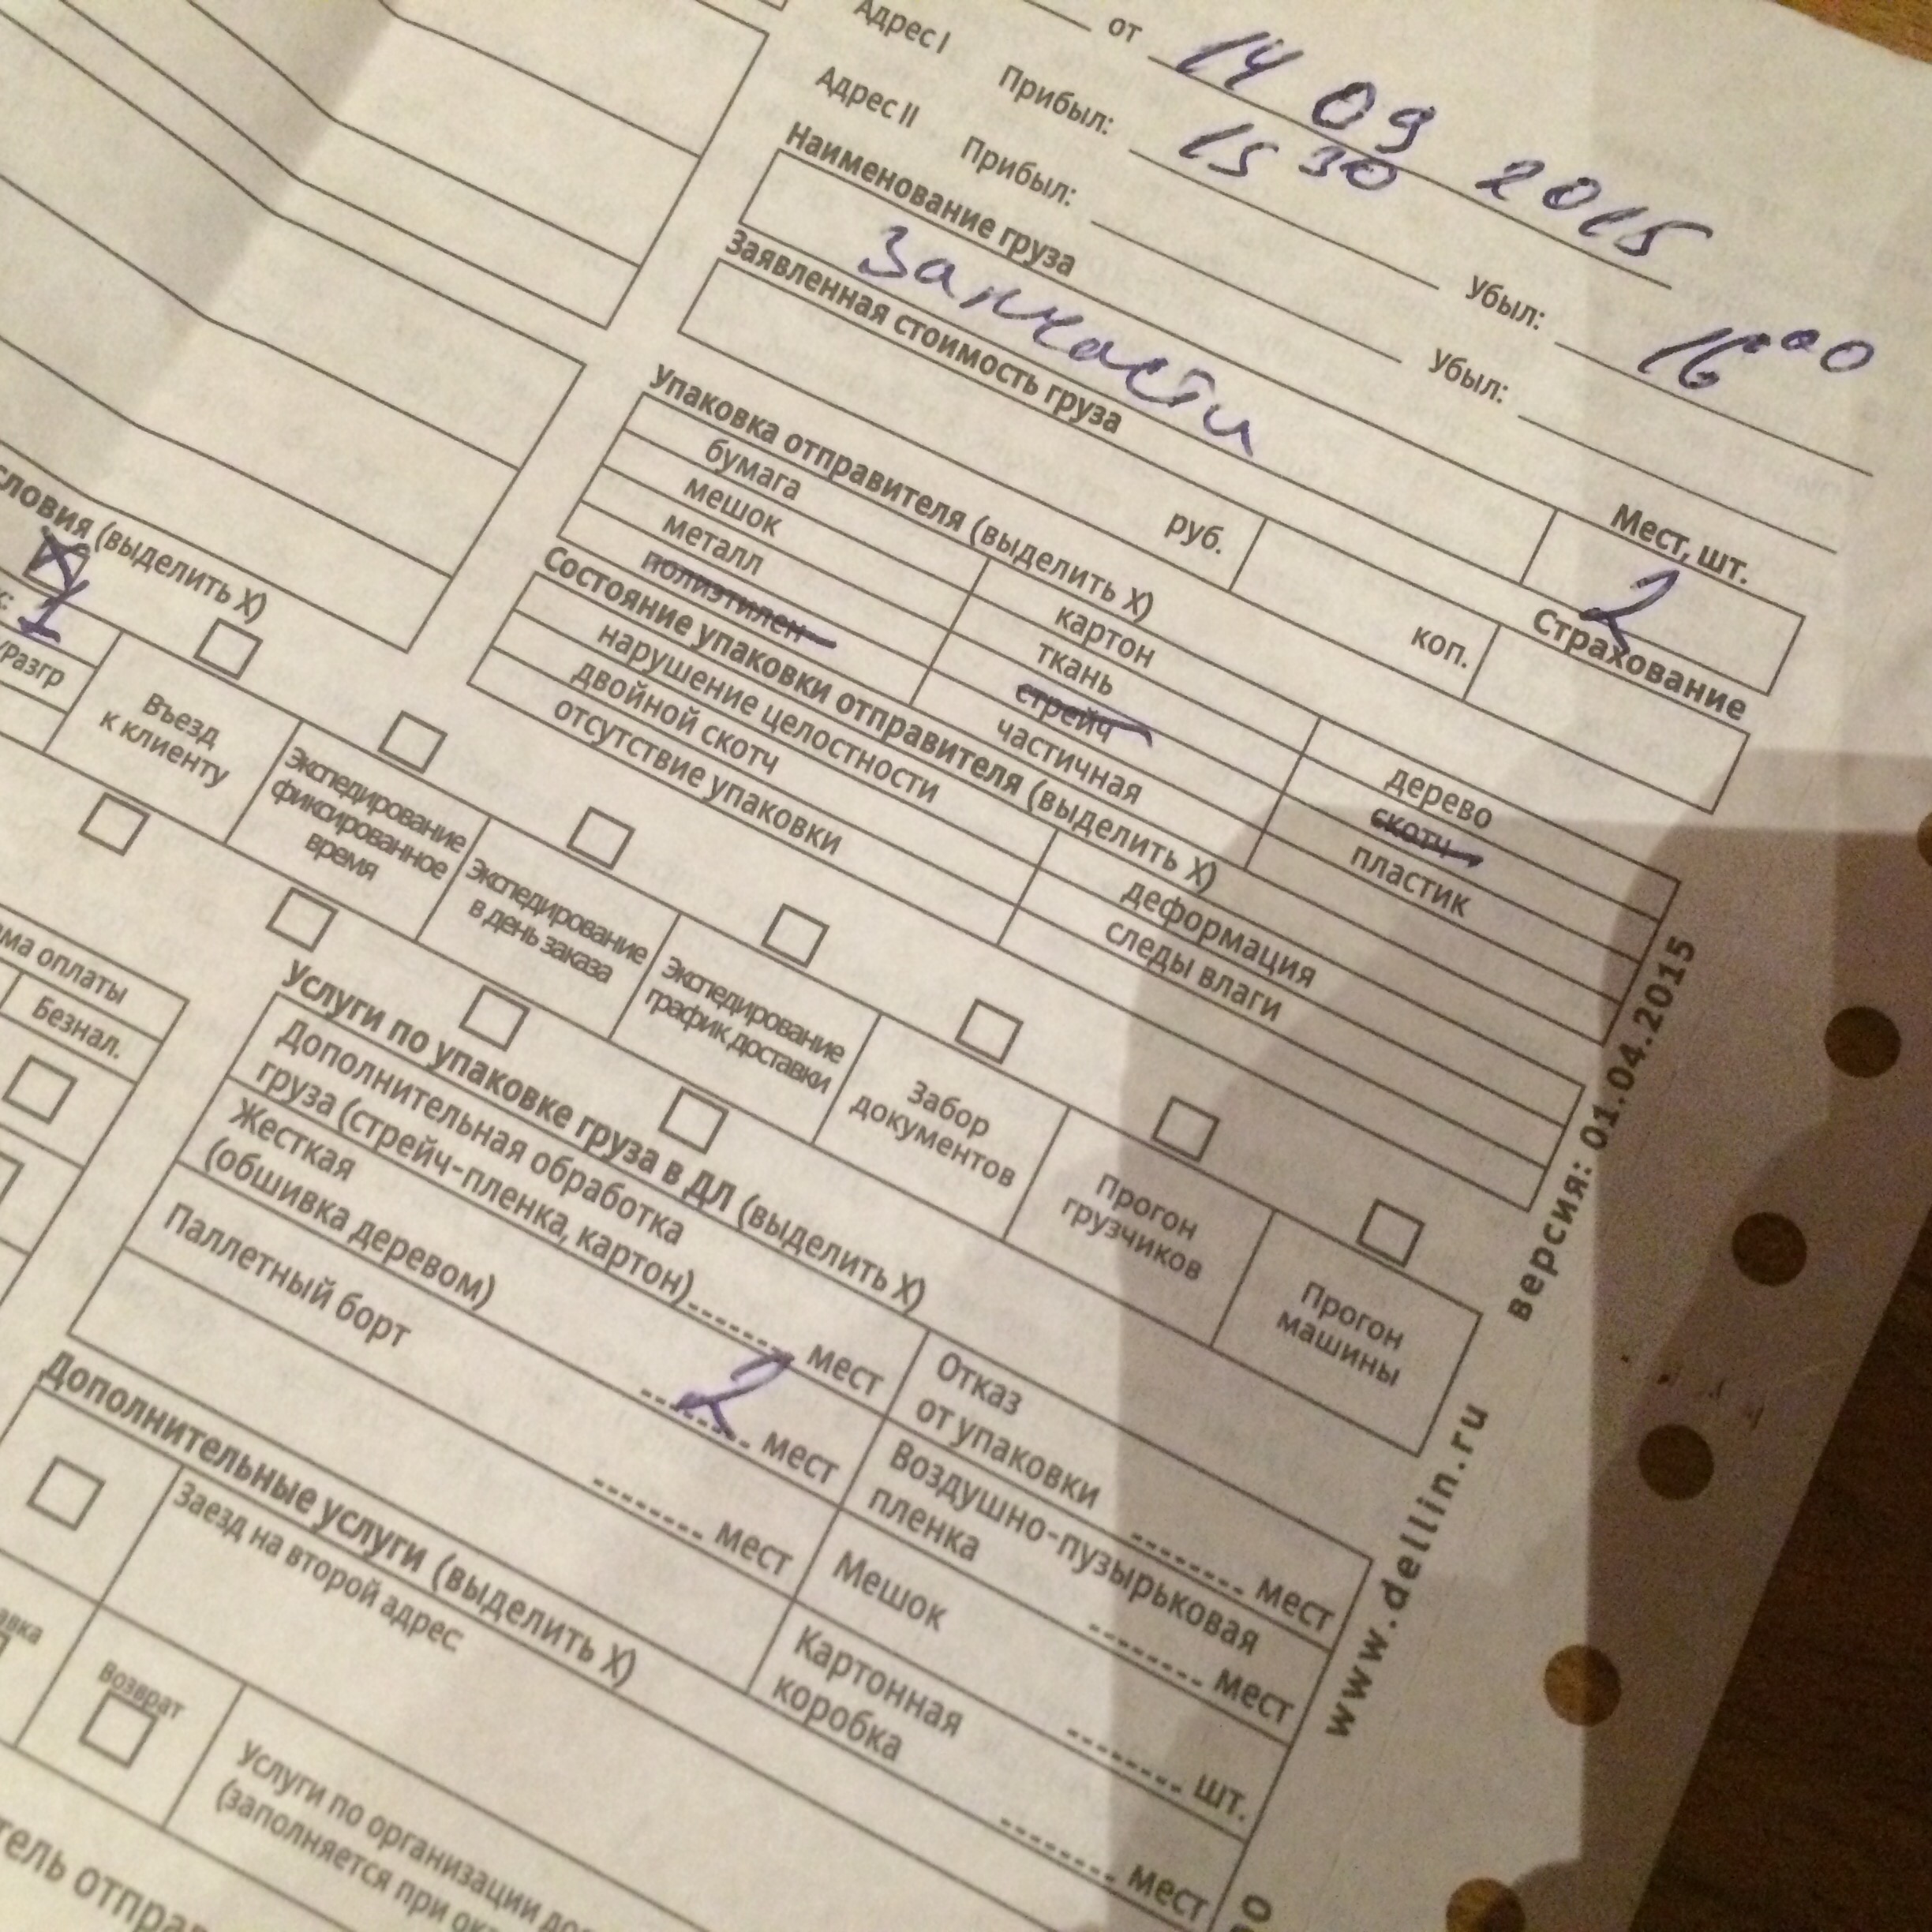 от 14 09 2015
Адрес I Прибыл: 15 30 Убыл: 16 00
Адрес II Прибыл: Убыл:
Наименование груза Мест, шт.
запчасти 2
Заявленная стоимость груза Страхование
руб. коп.
Упаковка отправителя (выделить X)
бумага картон дерево
мешок ткань скотч
металл стрейч пластик
полиэтилен частичная
Состояние упаковки отправителя (выделить X)
нарушение целостности деформация
двойной скотч следы влаги
отсутствие упаковки
(выделить X)
1
Въезд
к клиенту
Экспедирование
фиксированное
время
Экспедирование
в день заказа
Экспедирование
график доставки
Забор
документов
Прогон
грузчиков
Прогон
машины
оплаты
Безнал.
Услуги по упаковке груза в ДЛ (выделить X)
Дополнительная обработка
груза (стрейч-пленка, картон) мест
Жесткая
(обшивка деревом) 2 мест
Паллетный борт мест
Отказ
от упаковки мест
Воздушно-пузырьковая
пленка мест
Мешок шт.
Картонная
коробка мест
Дополнительные услуги (выделить X)
Заезд на второй адрес
Возврат
Услуги по организации
(заполняется при
версия: 01.04.2015
www.dellin.ru